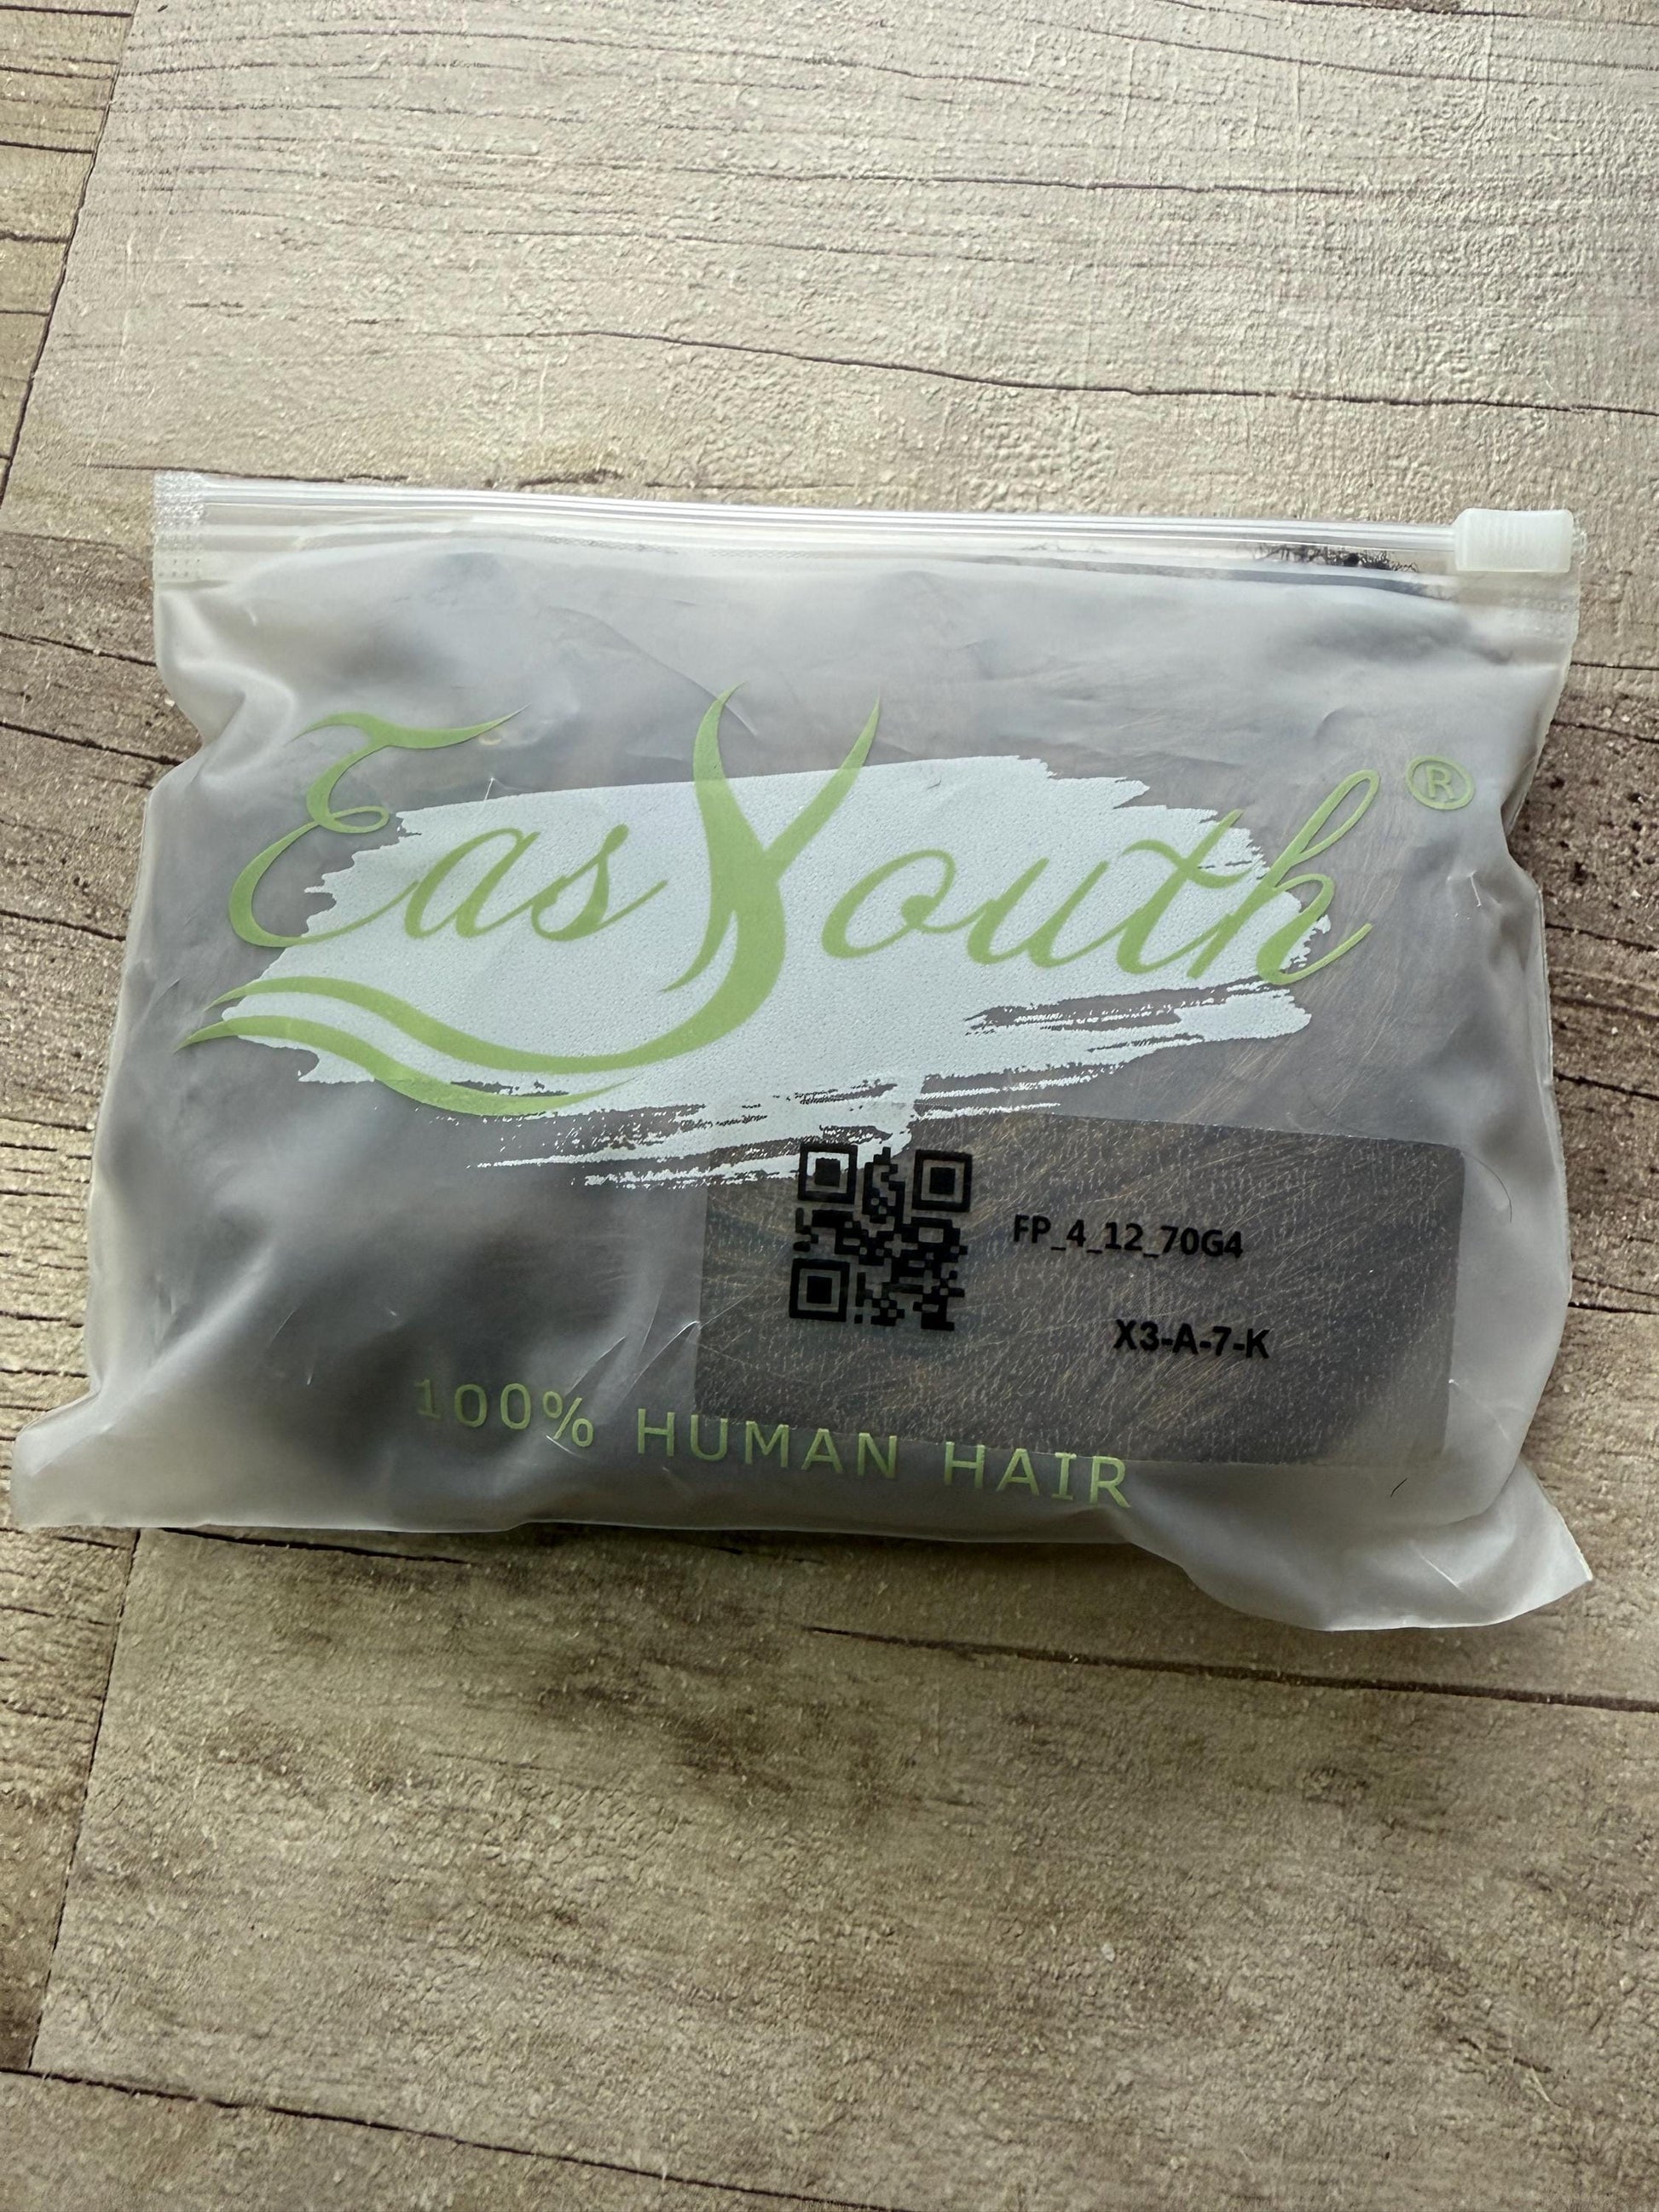 EasYouth®
FP_4_12_70G4
X3-A-7-K
100% HUMAN HAIR